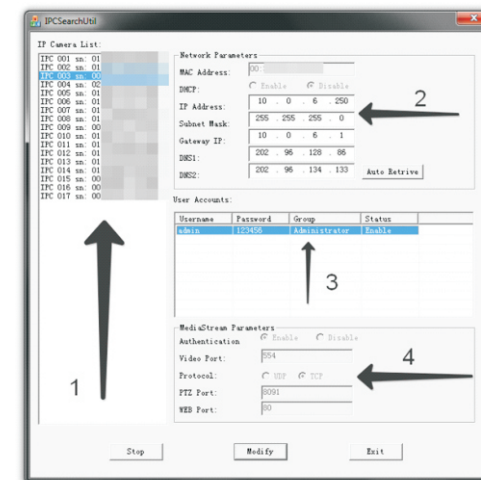 IPCSearchUtil
IP Camera List:
IPC 001 sn: 01
IPC 002 sn: 01
IPC 003 sn: 00
IPC 004 sn: 02
IPC 005 sn: 01
IPC 006 sn: 01
IPC 007 sn: 01
IPC 008 sn: 01
IPC 009 sn: 00
IPC 010 sn: 01
IPC 011 sn: 01
IPC 012 sn: 01
IPC 013 sn: 01
IPC 014 sn: 01
IPC 015 sn: 00
IPC 016 sn: 00
IPC 017 sn: 00
1
Network Parameters
MAC Address: 00:
DHCP: Enable Disable
IP Address: 10 . 0 . 6 . 250
2
Subnet Mask: 255 . 255 . 255 . 0
Gateway IP: 10 . 0 . 6 . 1
DNS1: 202 . 96 . 128 . 86
DNS2: 202 . 96 . 134 . 133 Auto Retrive
User Accounts:
Username Password Group Status
admin 123456 Administrator Enable
3
MediaStream Parameters
Authentication Enable Disable
Video Port: 554
4
Protocol: UDP TCP
PTZ Port: 8091
WEB Port: 80
Stop Modify Exit